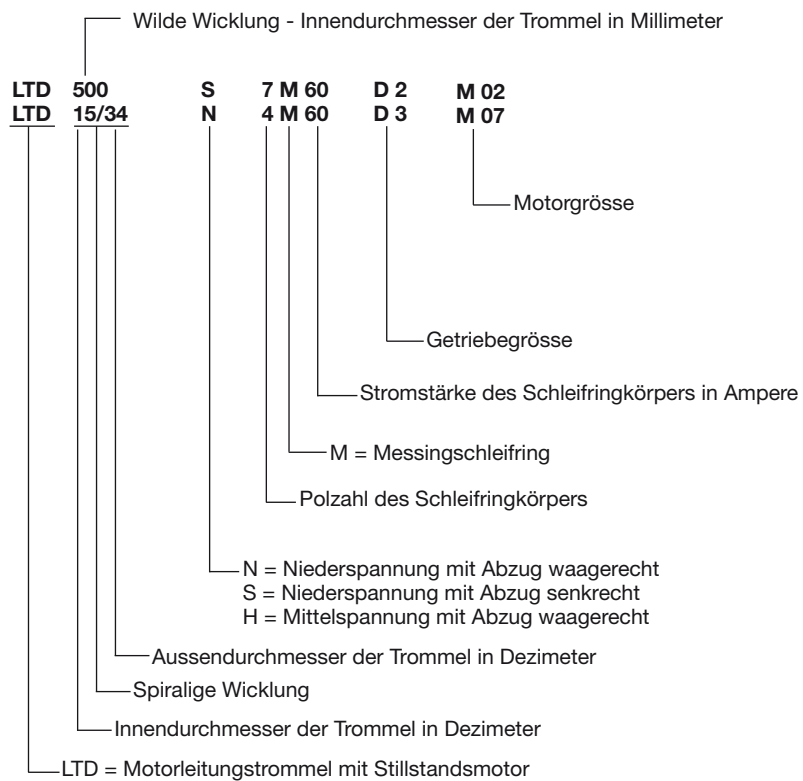 Wilde Wicklung - Innendurchmesser der Trommel in Millimeter
LTD 500 S 7 M 60 D 2 M 02
LTD 15/34 N 4 M 60 D 3 M 07
Motorgrösse
Getriebegrösse
Stromstärke des Schleifringkörpers in Ampere
M = Messingschleifring
Polzahl des Schleifringkörpers
N = Niederspannung mit Abzug waagerecht
S = Niederspannung mit Abzug senkrecht
H = Mittelspannung mit Abzug waagerecht
Aussendurchmesser der Trommel in Dezimeter
Spiralige Wicklung
Innendurchmesser der Trommel in Dezimeter
LTD = Motorleitungstrommel mit Stillstandsmotor